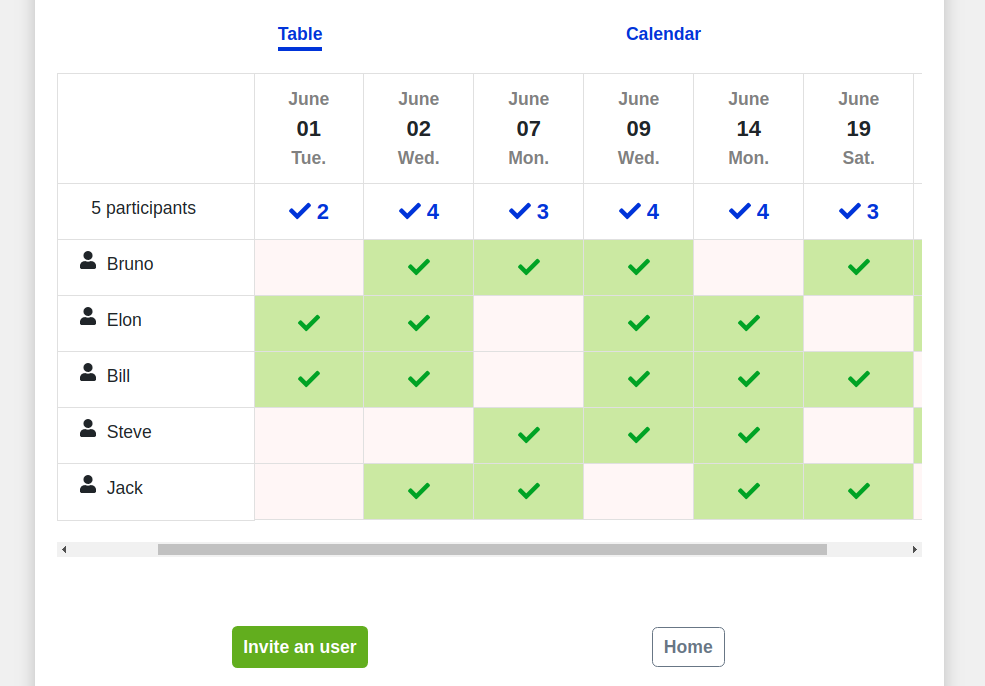 Table Calendar
June June June June June June
01 02 07 09 14 19
Tue. Wed. Mon. Wed. Mon. Sat.
5 participants 2 4 3 4 4 3
Bruno
Elon
Bill
Steve
Jack
Invite an user Home